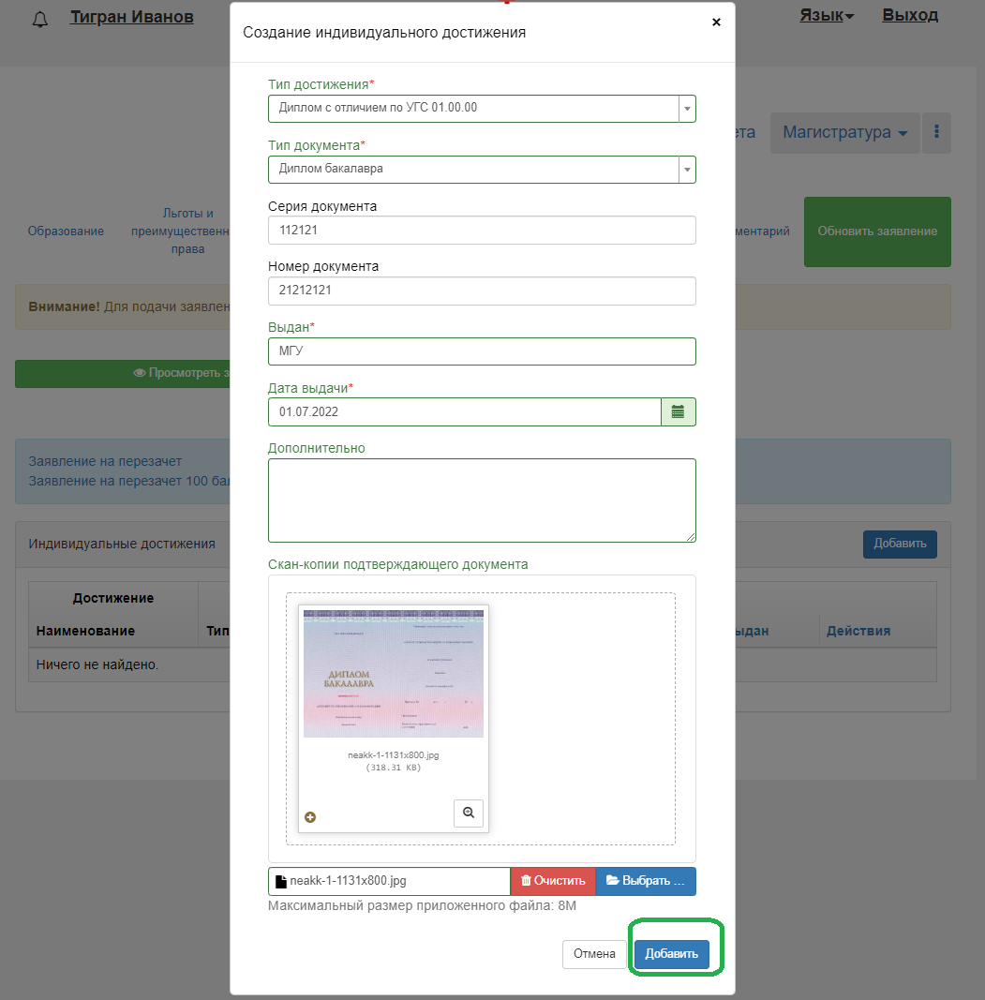 Тигран Иванов
Язык
Выход
Создание индивидуального достижения
×
Тип достижения*
Диплом с отличием по УГС 01.00.00
Тип документа*
Диплом бакалавра
Серия документа
112121
Номер документа
21212121
Выдан*
МГУ
Дата выдачи*
01.07.2022
Дополнительно
Скан-копии подтверждающего документа
ДИПЛОМ
БАКАЛАВРА
neakk-1-1131x800.jpg
(318.31 KB)
neakk-1-1131x800.jpg
Очистить
Выбрать ...
Максимальный размер приложенного файла: 8M
Отмена
Добавить
ета
Магистратура
Образование
Льготы и
преимуществен
права
ментарий
Обновить заявление
Внимание! Для подачи заявлен
Просмотреть з
Заявление на перезачет
Заявление на перезачет 100 бал
Индивидуальные достижения
Добавить
Достижение
Наименование
Тип
ыдан
Действия
Ничего не найдено.